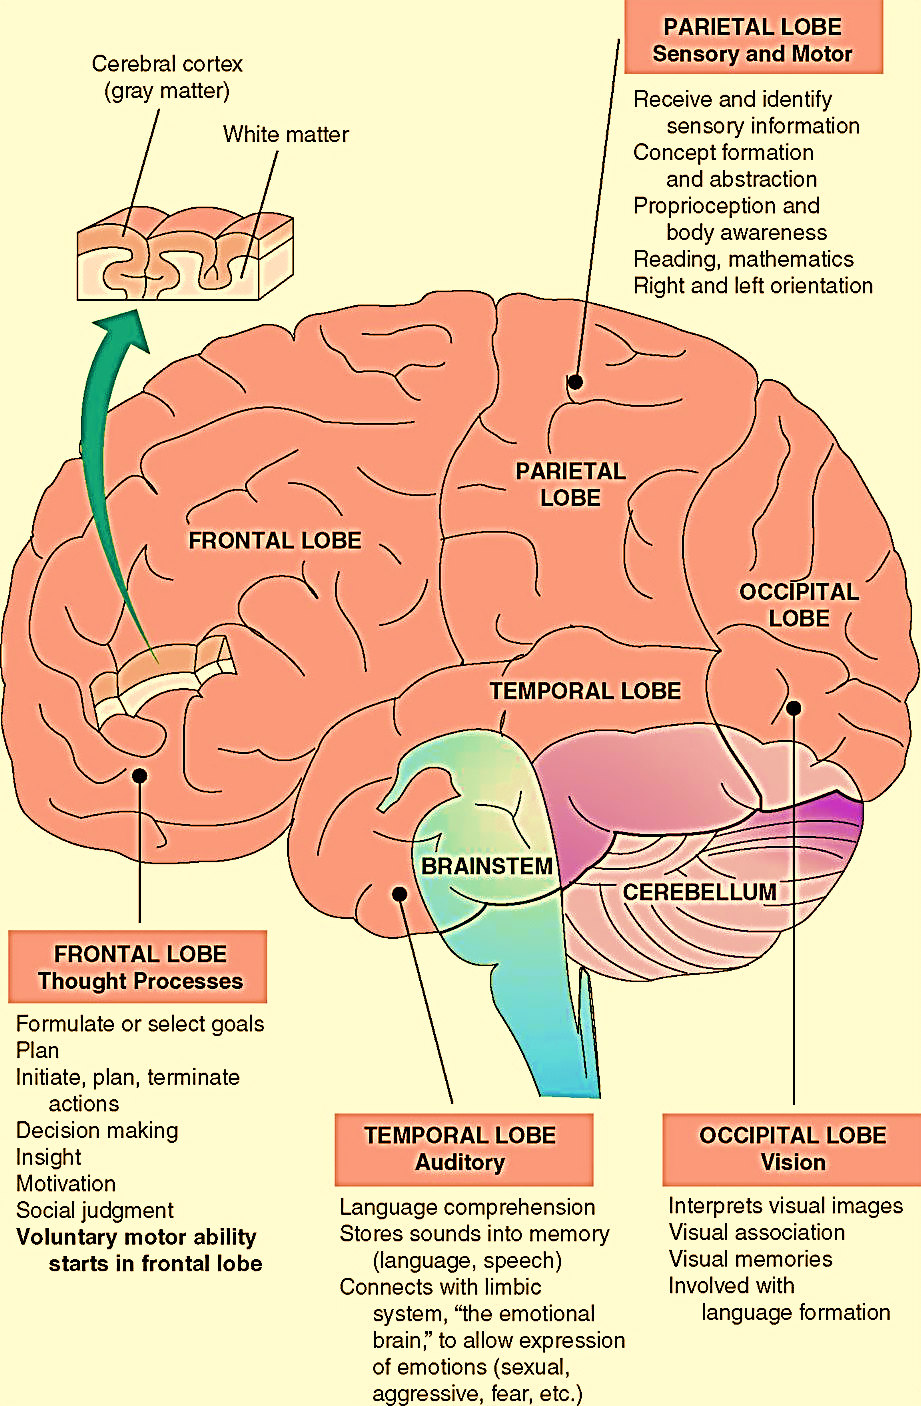 PARIETAL LOBE
Sensory and Motor
Receive and identify
sensory information
Concept formation
and abstraction
Proprioception and
body awareness
Reading, mathematics
Right and left orientation
Cerebral cortex
(gray matter)
White matter
PARIETAL
LOBE
FRONTAL LOBE
OCCIPITAL
LOBE
TEMPORAL LOBE
BRAINSTEM
CEREBELLUM
FRONTAL LOBE
Thought Processes
Formulate or select goals
Plan
Initiate, plan, terminate
actions
Decision making
Insight
Motivation
Social judgment
Voluntary motor ability
starts in frontal lobe
TEMPORAL LOBE
Auditory
Language comprehension
Stores sounds into memory
(language, speech)
Connects with limbic
system, “the emotional
brain,” to allow expression
of emotions (sexual,
aggressive, fear, etc.)
OCCIPITAL LOBE
Vision
Interprets visual images
Visual association
Visual memories
Involved with
language formation